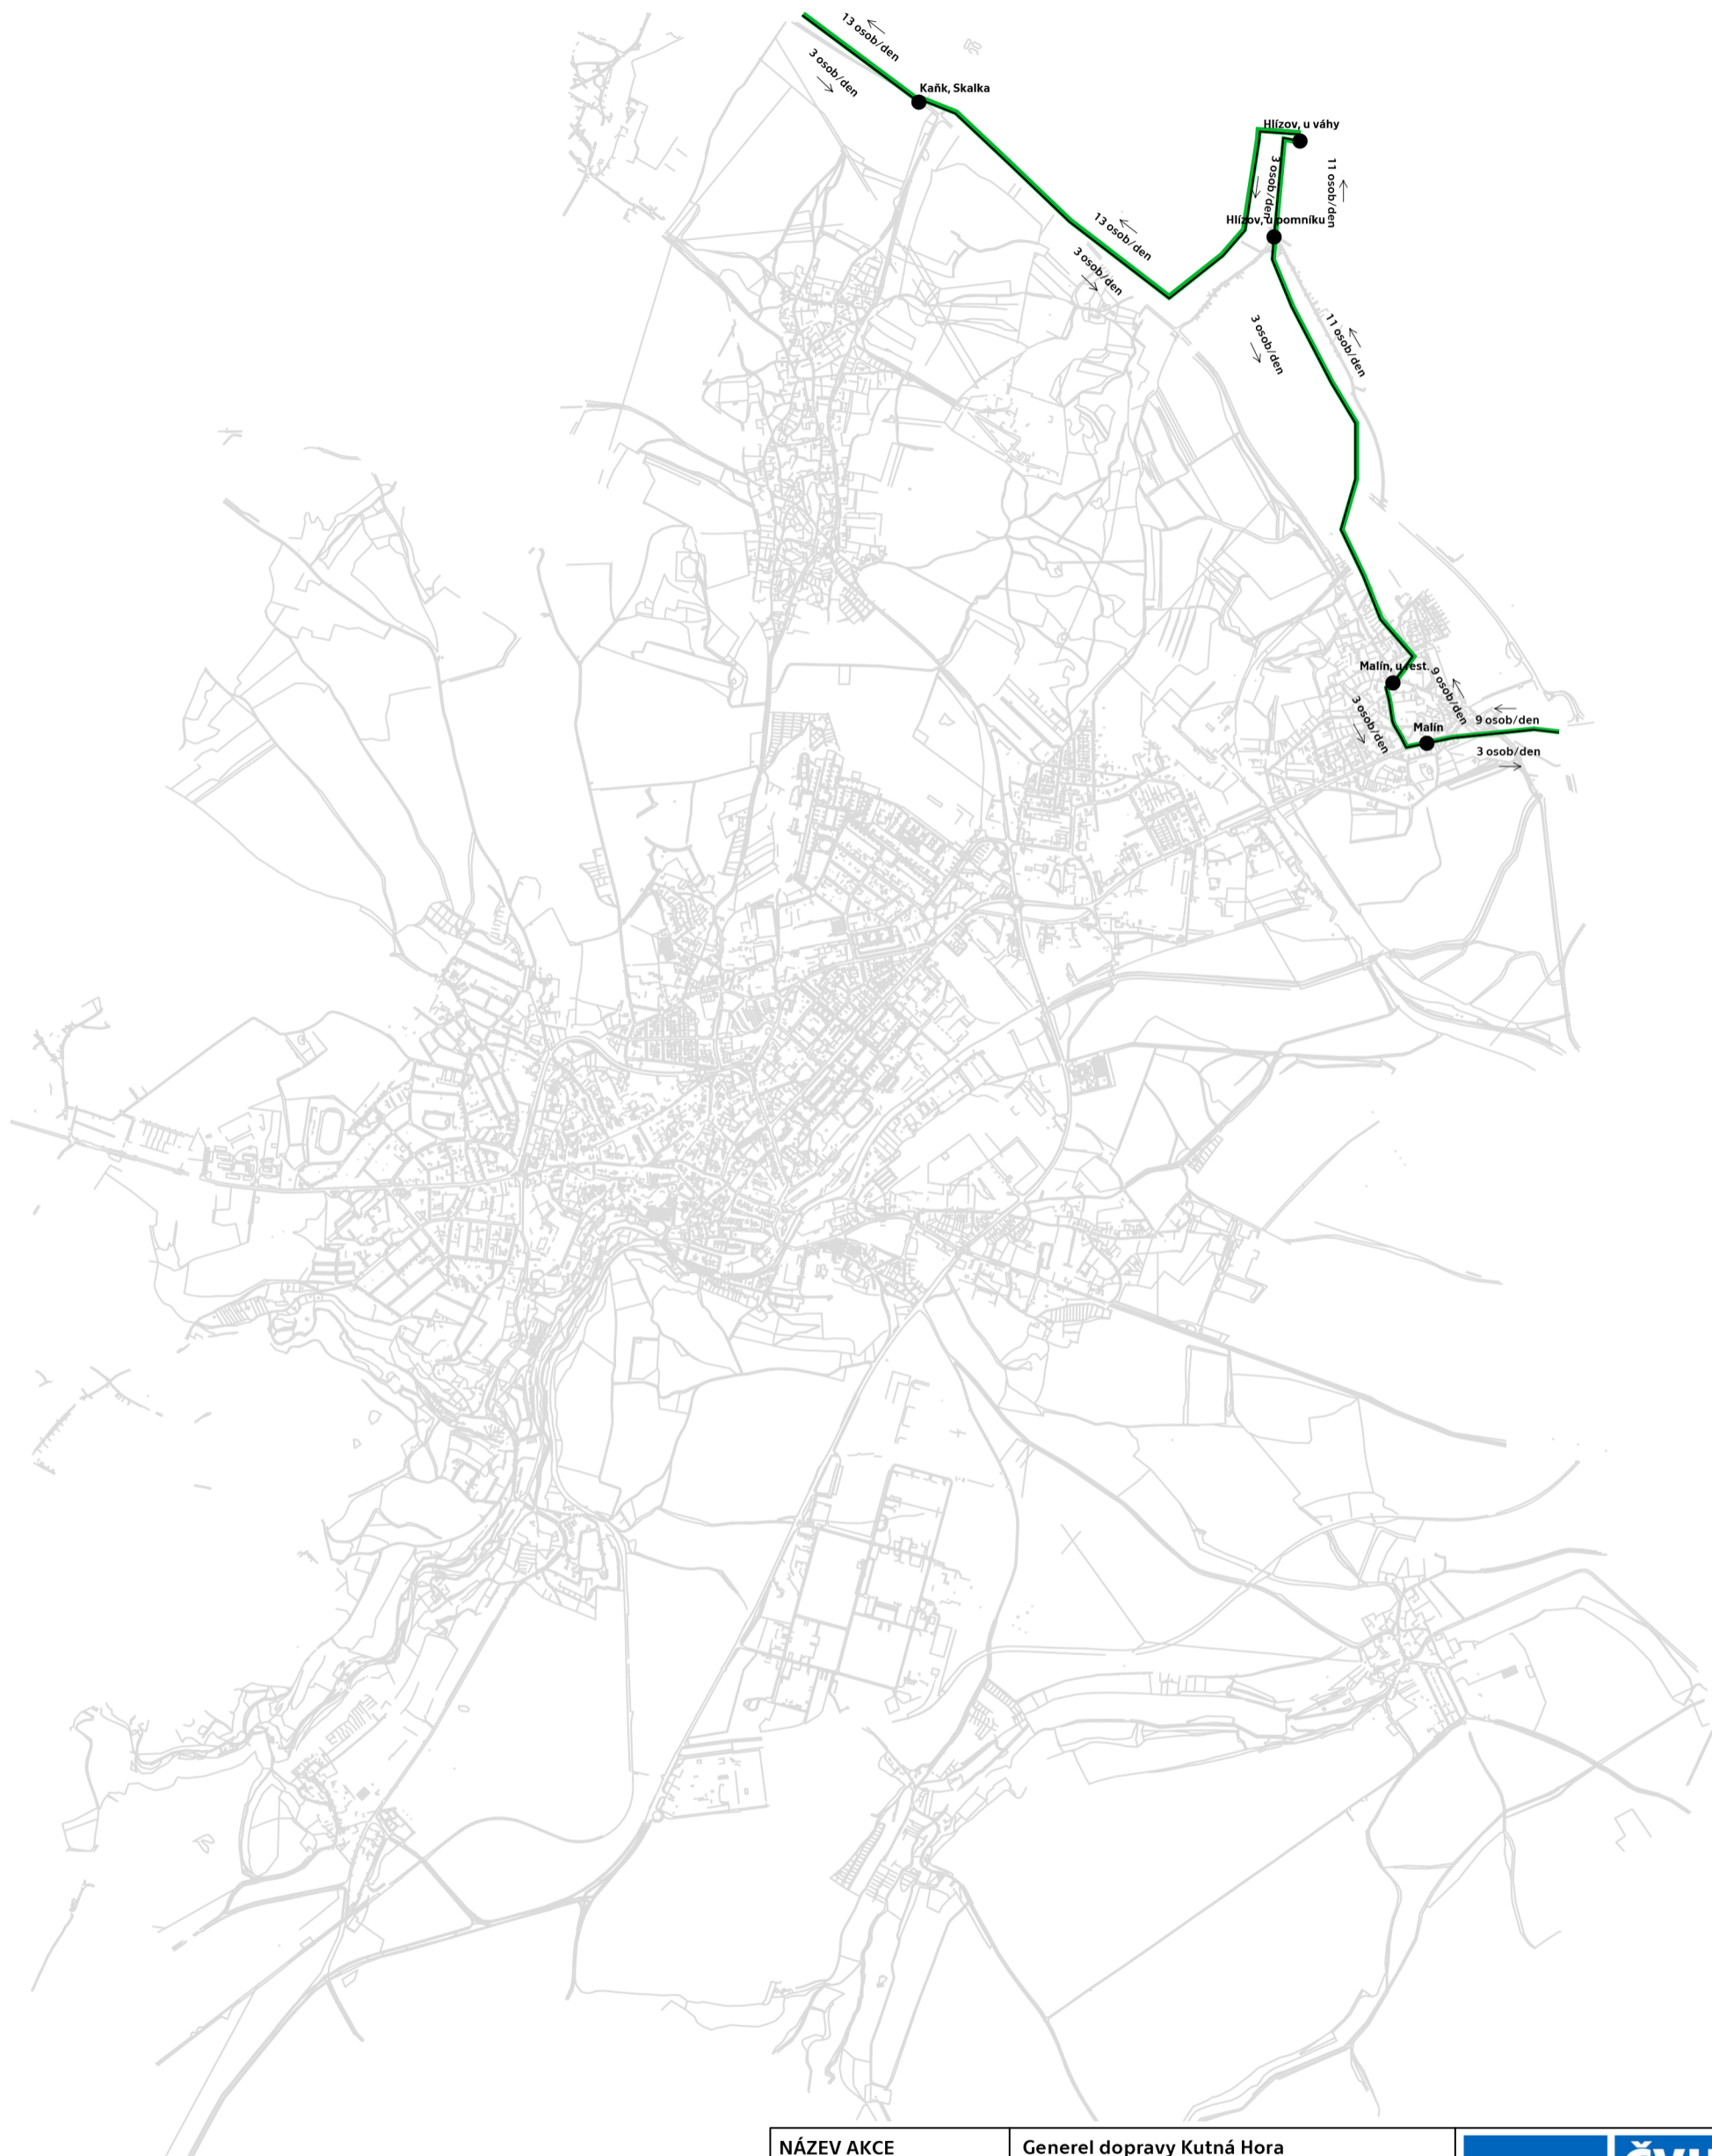 13 osob/den
3 osob/den
Kaňk, Skalka
Hlízov, u váhy
3 osob/den
11 osob/den
Hlízov, u pomníku
13 osob/den
3 osob/den
3 osob/den
11 osob/den
Malín, u rest.
9 osob/den
3 osob/den
9 osob/den
Malín
3 osob/den
NÁZEV AKCE
Generel dopravy Kutná Hora